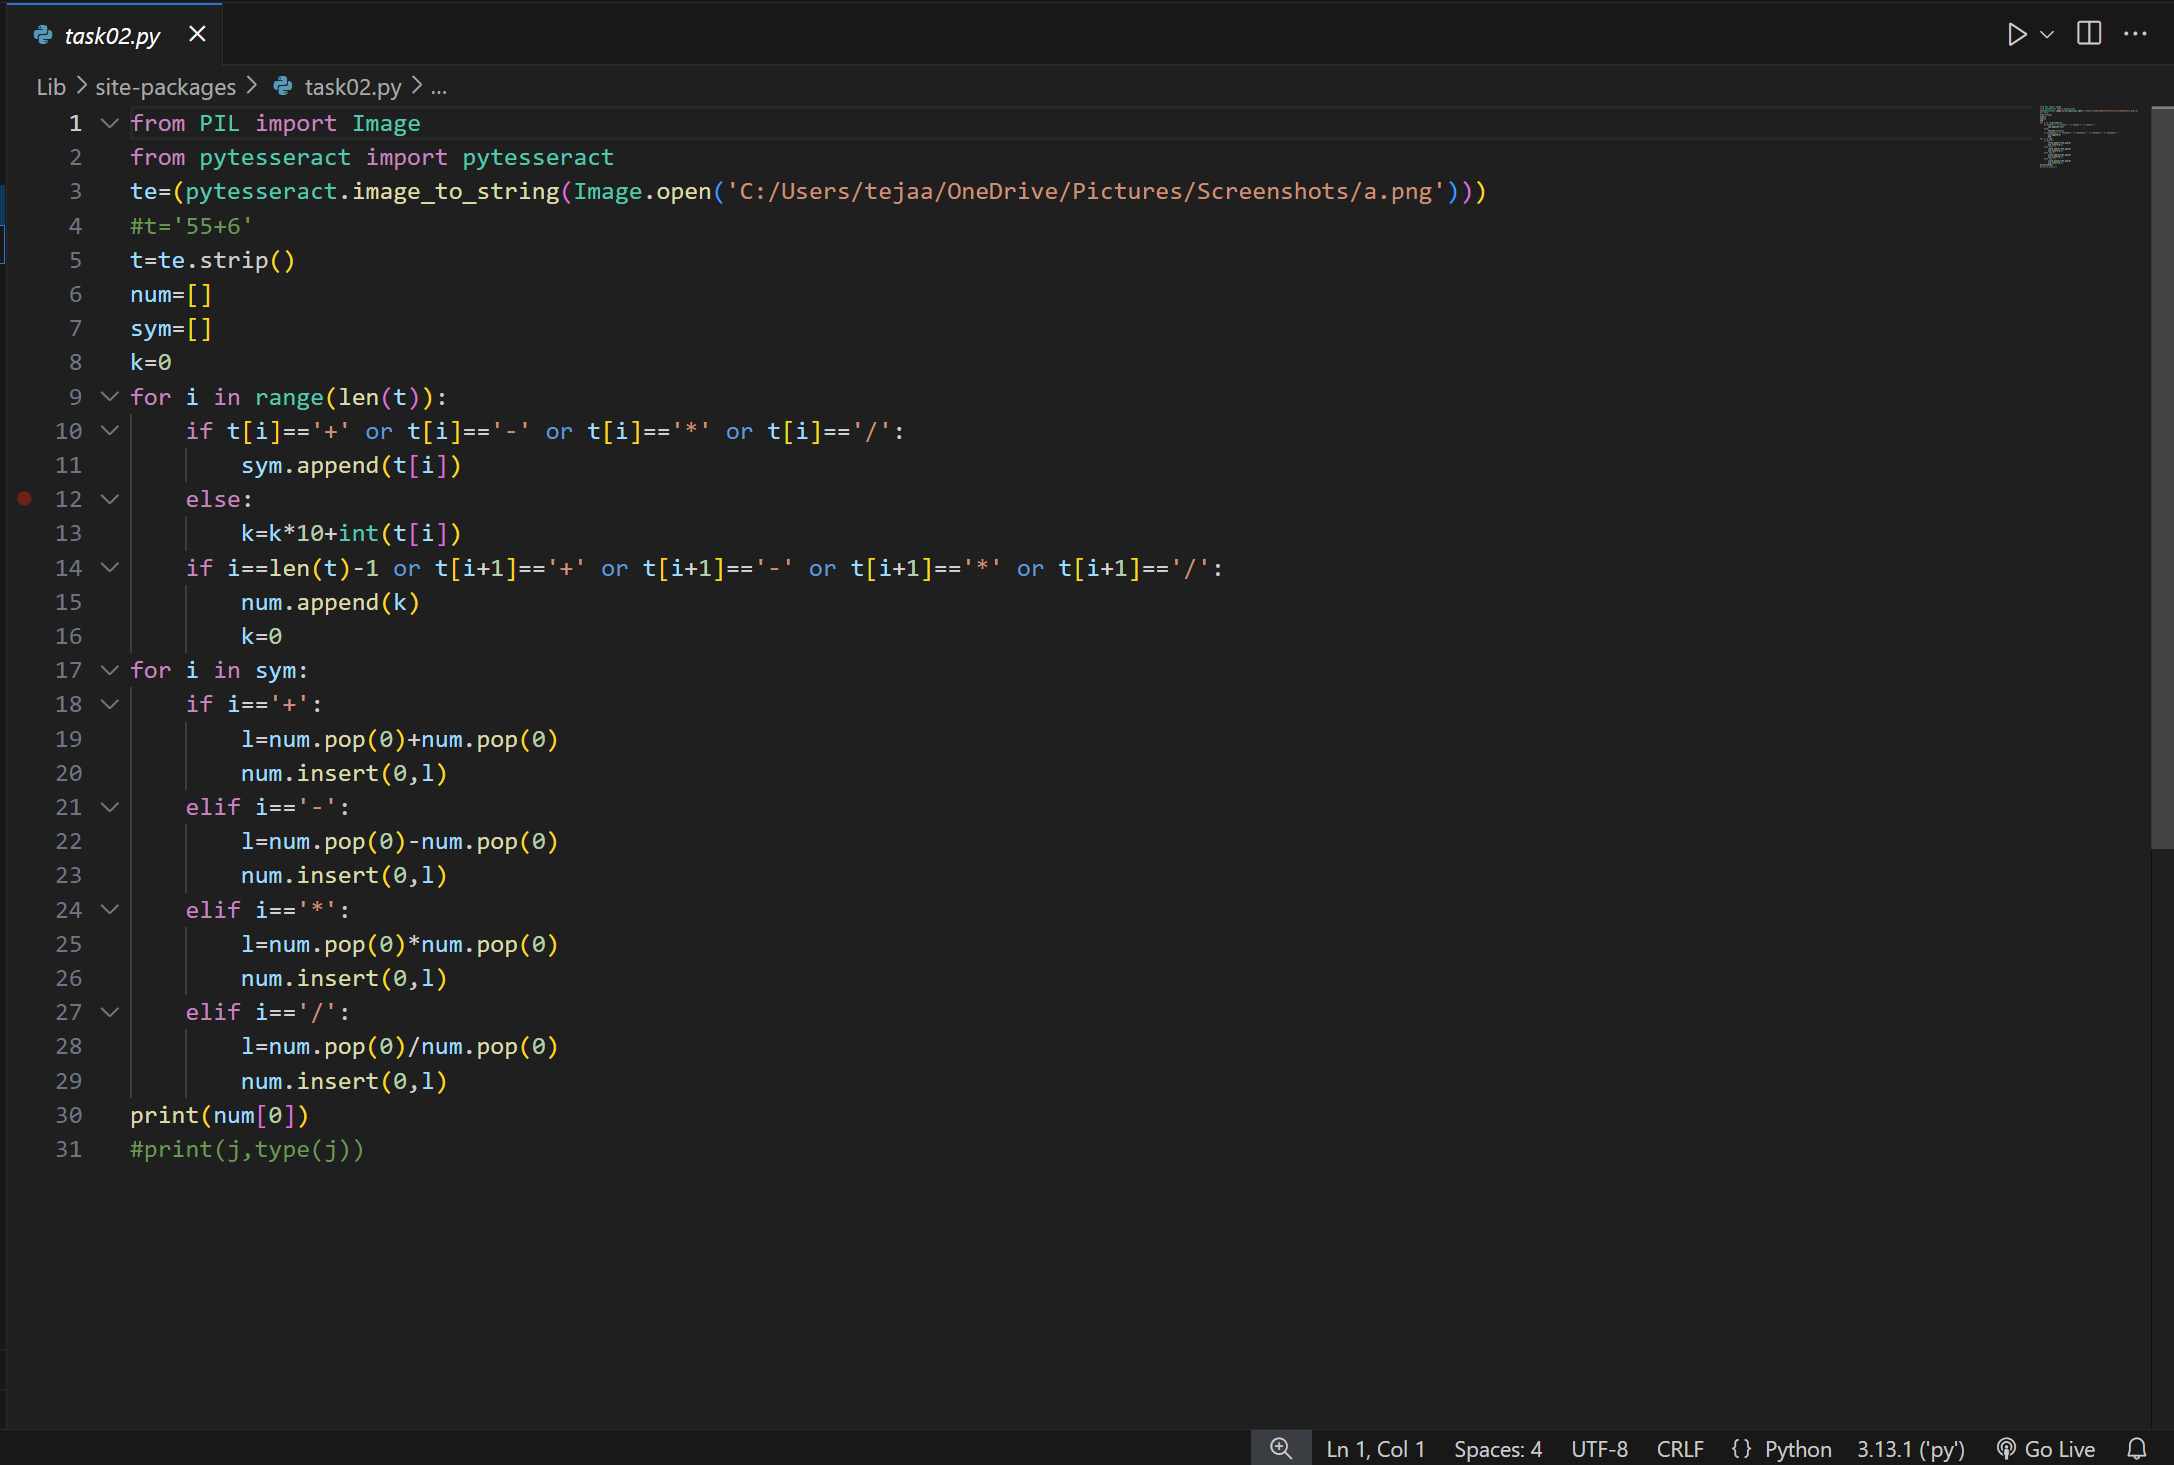 task02.py
Lib > site-packages > task02.py > ...
1 from PIL import Image
2 from pytesseract import pytesseract
3 te=(pytesseract.image_to_string(Image.open('C:/Users/tejaa/OneDrive/Pictures/Screenshots/a.png')))
4 #t='55+6'
5 t=te.strip()
6 num=[]
7 sym=[]
8 k=0
9 for i in range(len(t)):
10     if t[i]=='+' or t[i]=='-' or t[i]=='*' or t[i]=='/':
11         sym.append(t[i])
12     else:
13         k=k*10+int(t[i])
14     if i==len(t)-1 or t[i+1]=='+' or t[i+1]=='-' or t[i+1]=='*' or t[i+1]=='/':
15         num.append(k)
16         k=0
17 for i in sym:
18     if i=='+':
19         l=num.pop(0)+num.pop(0)
20         num.insert(0,l)
21     elif i=='-':
22         l=num.pop(0)-num.pop(0)
23         num.insert(0,l)
24     elif i=='*':
25         l=num.pop(0)*num.pop(0)
26         num.insert(0,l)
27     elif i=='/':
28         l=num.pop(0)/num.pop(0)
29         num.insert(0,l)
30 print(num[0])
31 #print(j,type(j))
Ln 1, Col 1 Spaces: 4 UTF-8 CRLF {} Python 3.13.1 ('py') Go Live